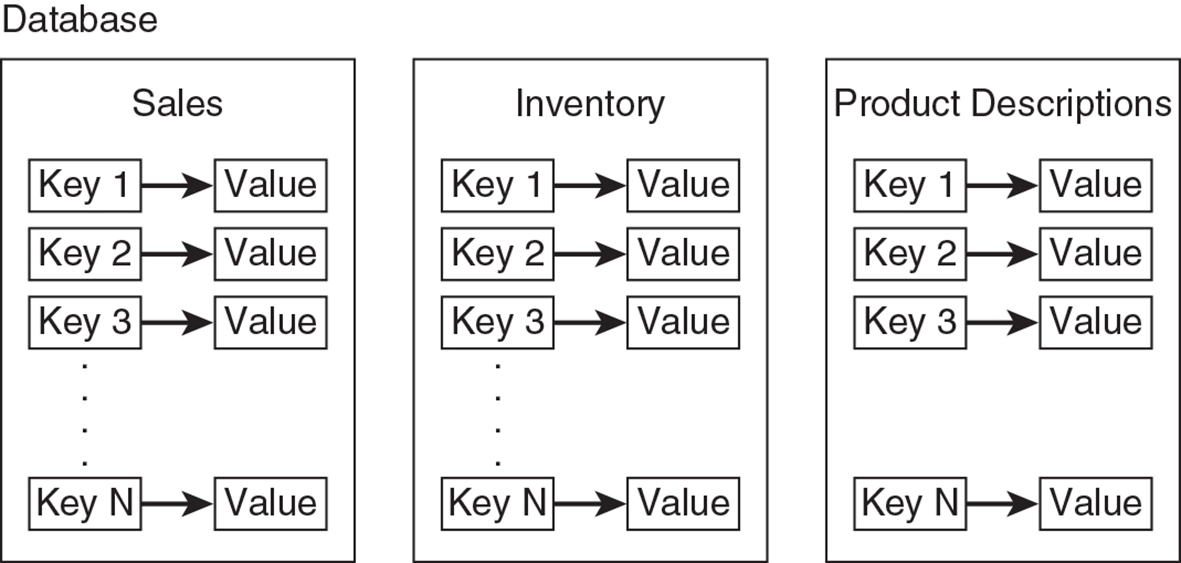 Database
Sales
Key 1 Value
Key 2 Value
Key 3 Value
.
.
.
.
Key N Value
Inventory
Key 1 Value
Key 2 Value
Key 3 Value
.
.
.
.
Key N Value
Product Descriptions
Key 1 Value
Key 2 Value
Key 3 Value
Key N Value